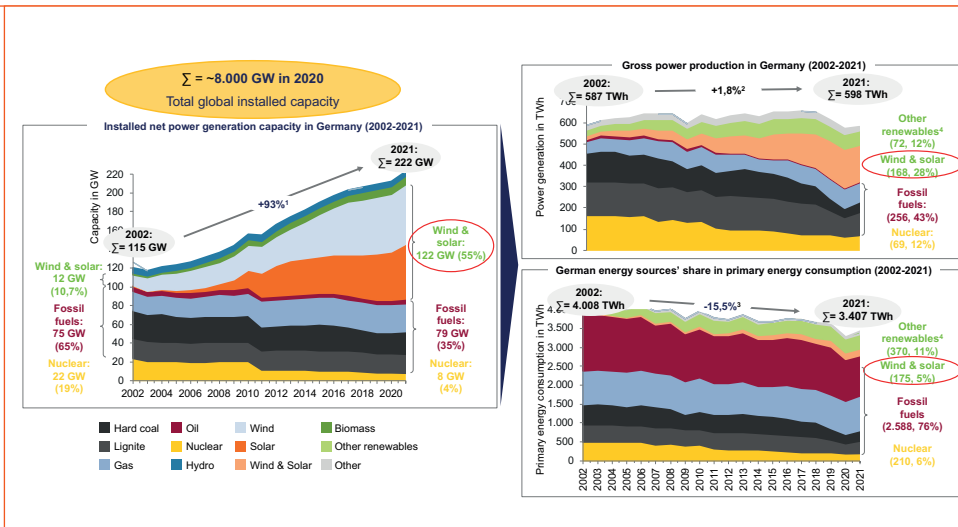 ∑ = ~8.000 GW in 2020
Total global installed capacity
Installed net power generation capacity in Germany (2002-2021)
2021:
∑= 222 GW
+93%¹
2002:
∑= 115 GW
Capacity in GW
220
200
180
160
140
120
100
80
60
40
20
0
2002 2004 2006 2008 2010 2012 2014 2016 2018 2020
Wind & solar:
12 GW
(10,7%)
Fossil
fuels:
75 GW
(65%)
Nuclear:
22 GW
(19%)
Wind &
solar:
122 GW (55%)
Fossil
fuels:
79 GW
(35%)
Nuclear:
8 GW
(4%)
Hard coal
Oil
Wind
Biomass
Lignite
Nuclear
Solar
Other renewables
Gas
Hydro
Wind & Solar
Other
Gross power production in Germany (2002-2021)
2002:
∑= 587 TWh
+1,8%²
2021:
∑= 598 TWh
Power generation in TWh
700
600
500
400
300
200
100
0
Other
renewables⁴
(72, 12%)
Wind & solar
(168, 28%)
Fossil
fuels:
(256, 43%)
Nuclear:
(69, 12%)
German energy sources' share in primary energy consumption (2002-2021)
2002:
∑= 4.008 TWh
-15,5%³
2021:
∑= 3.407 TWh
Primary energy consumption in TWh
4.000
3.500
3.000
2.500
2.000
1.500
1.000
500
0
2002 2003 2004 2005 2006 2007 2008 2009 2010 2011 2012 2013 2014 2015 2016 2017 2018 2019 2020 2021
Other
renewables⁴
(370, 11%)
Wind & solar
(175, 5%)
Fossil
fuels
(2.588, 76%)
Nuclear
(210, 6%)